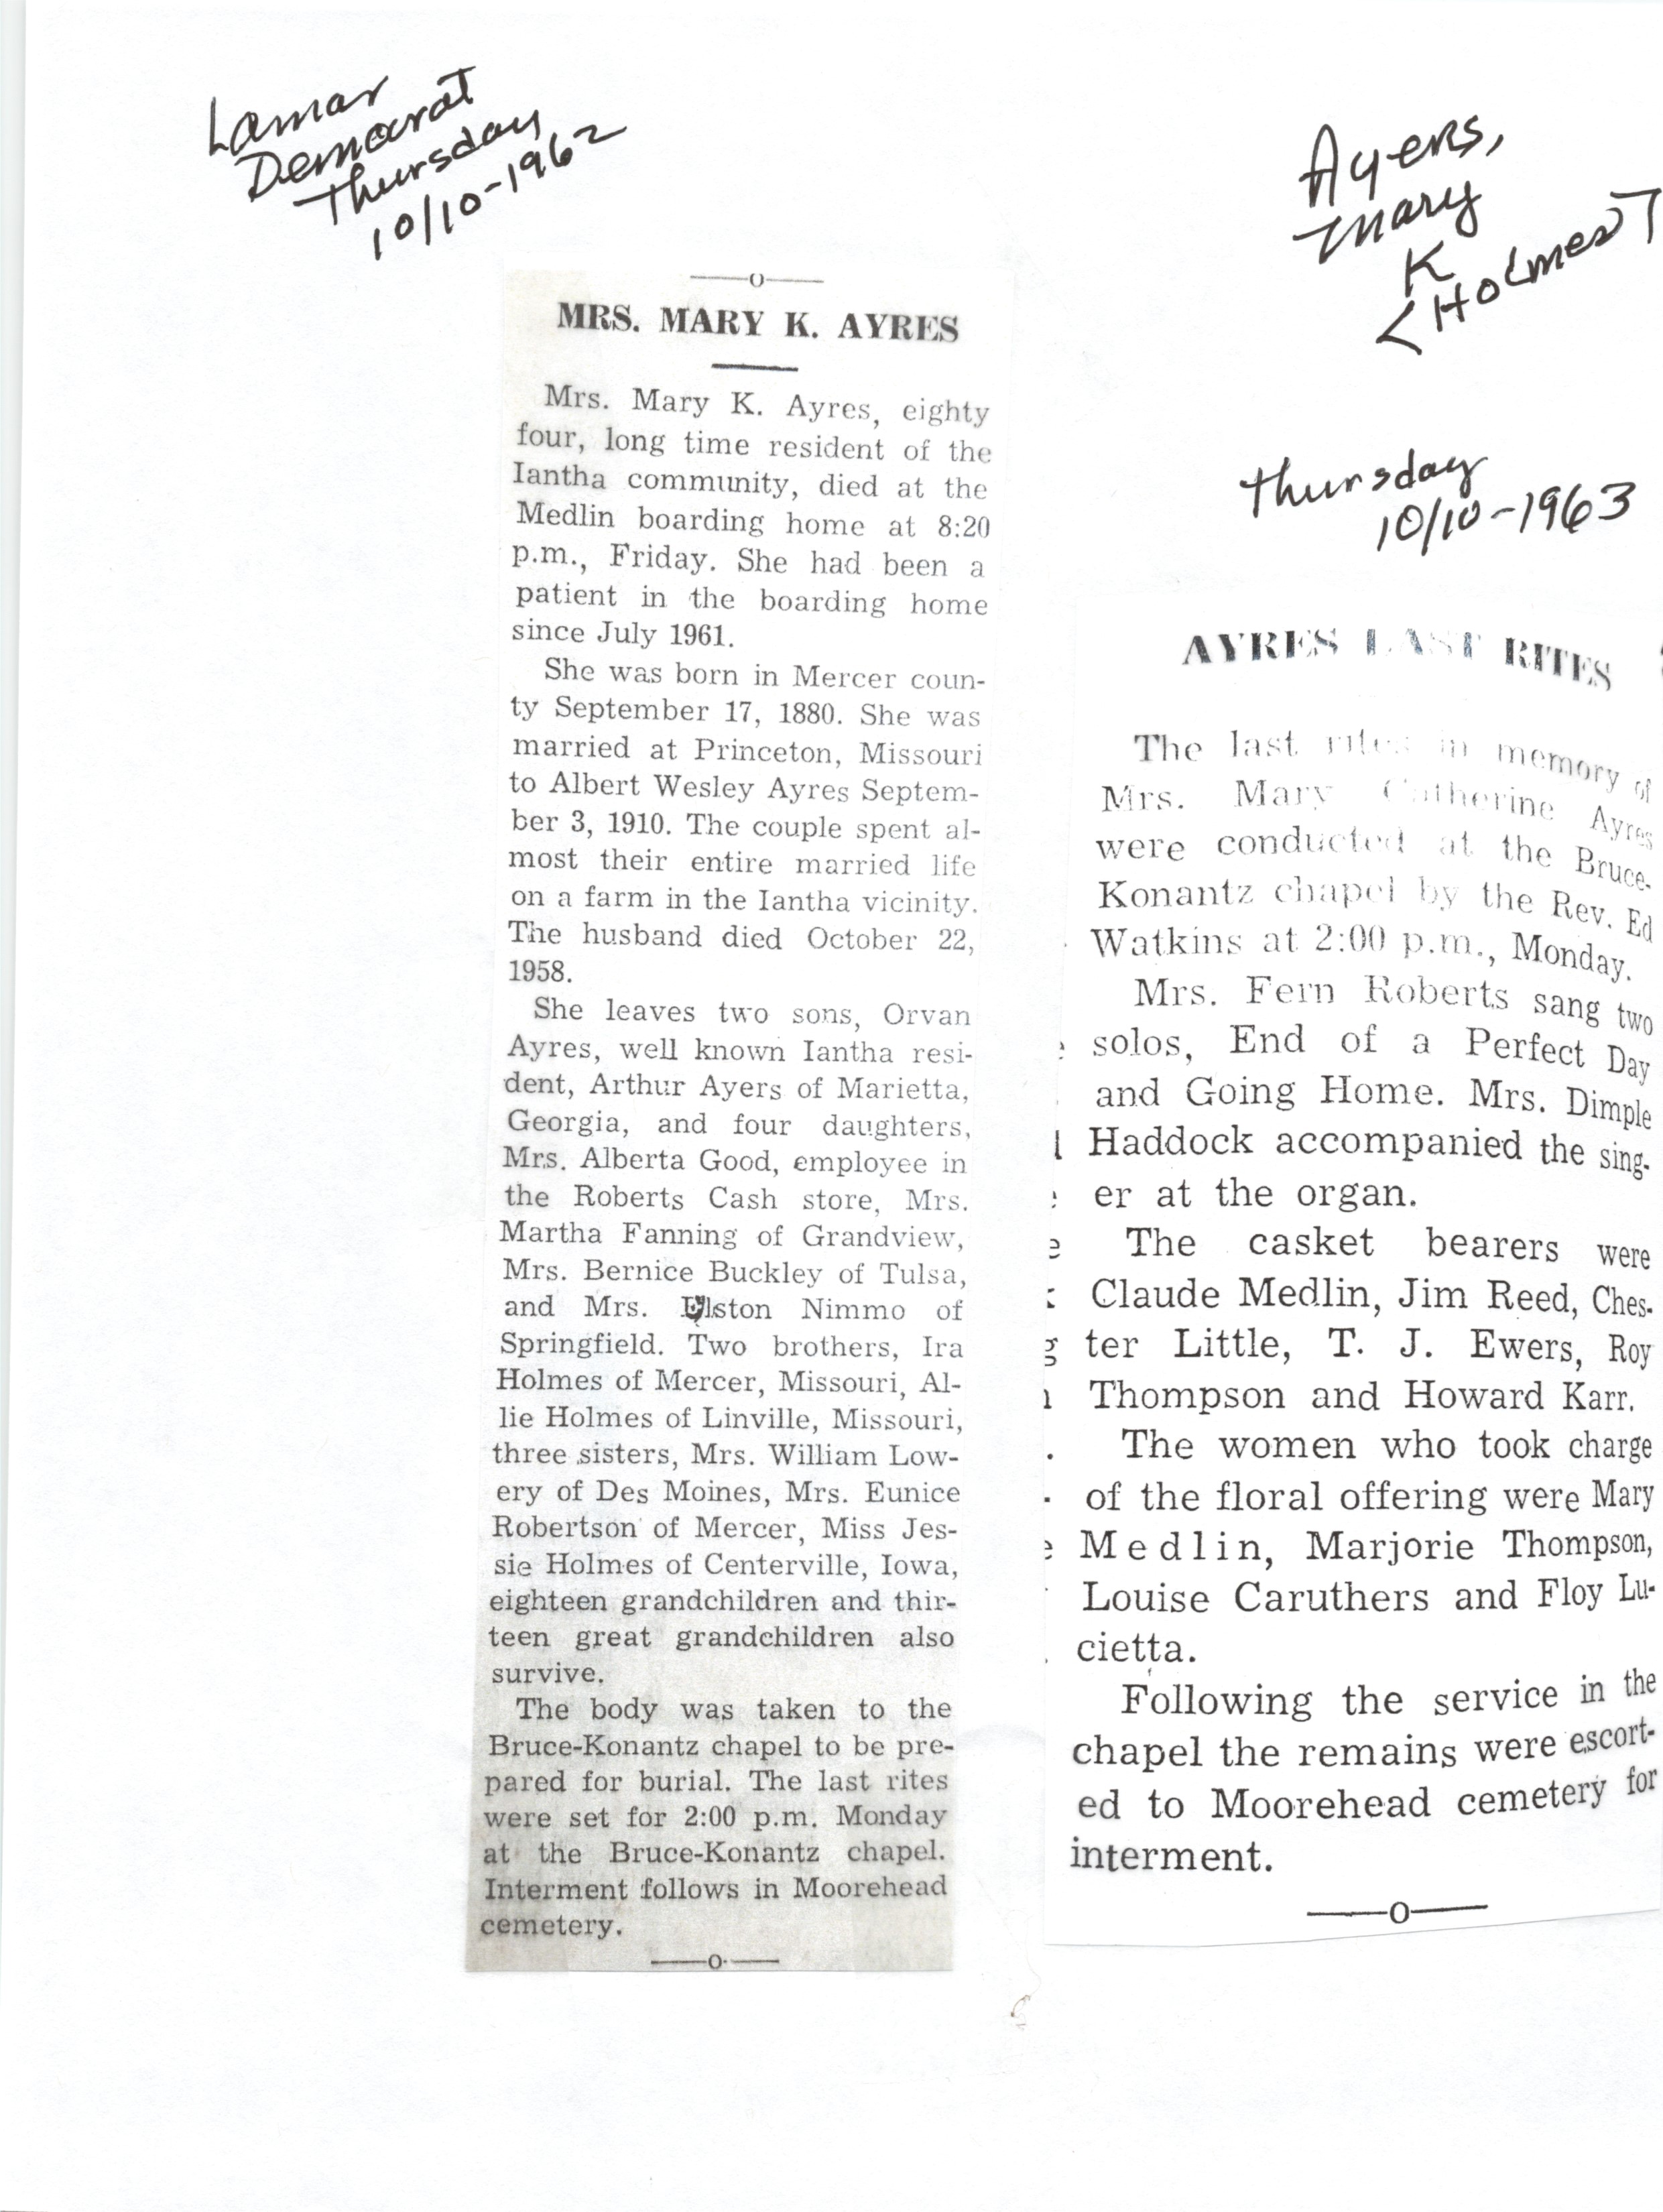 Lamar
Democrat
Thursday
10/10-1962
Ayers,
Mary
K
<Holmes>
Thursday
10/10-1963
—o—
MRS. MARY K. AYRES
Mrs. Mary K. Ayres, eighty
four, long time resident of the
Iantha community, died at the
Medlin boarding home at 8:20
p.m., Friday. She had been a
patient in the boarding home
since July 1961.
She was born in Mercer coun-
ty September 17, 1880. She was
married at Princeton, Missouri
to Albert Wesley Ayres Septem-
ber 3, 1910. The couple spent al-
most their entire married life
on a farm in the Iantha vicinity.
The husband died October 22,
1958.
She leaves two sons, Orvan
Ayres, well known Iantha resi-
dent, Arthur Ayers of Marietta,
Georgia, and four daughters,
Mrs. Alberta Good, employee in
the Roberts Cash store, Mrs.
Martha Fanning of Grandview,
Mrs. Bernice Buckley of Tulsa,
and Mrs. Elston Nimmo of
Springfield. Two brothers, Ira
Holmes of Mercer, Missouri, Al-
lie Holmes of Linville, Missouri,
three sisters, Mrs. William Low-
ery of Des Moines, Mrs. Eunice
Robertson of Mercer, Miss Jes-
sie Holmes of Centerville, Iowa,
eighteen grandchildren and thir-
teen great grandchildren also
survive.
The body was taken to the
Bruce-Konantz chapel to be pre-
pared for burial. The last rites
were set for 2:00 p.m. Monday
at the Bruce-Konantz chapel.
Interment follows in Moorehead
cemetery.
—o—
AYRES LAST RITES
The last rites in memory of
Mrs. Mary Catherine Ayres
were conducted at the Bruce-
Konantz chapel by the Rev. Ed
Watkins at 2:00 p.m., Monday.
Mrs. Fern Roberts sang two
solos, End of a Perfect Day
and Going Home. Mrs. Dimple
Haddock accompanied the sing-
er at the organ.
The casket bearers were
Claude Medlin, Jim Reed, Ches-
ter Little, T. J. Ewers, Roy
Thompson and Howard Karr.
The women who took charge
of the floral offering were Mary
Medlin, Marjorie Thompson,
Louise Caruthers and Floy Lu-
cietta.
Following the service in the
chapel the remains were escort-
ed to Moorehead cemetery for
interment.
—o—